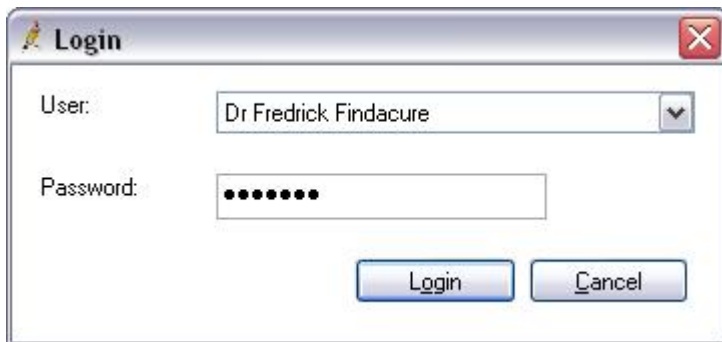 Login
User:
Dr Fredrick Findacure
Password:
•••••••
Login Cancel